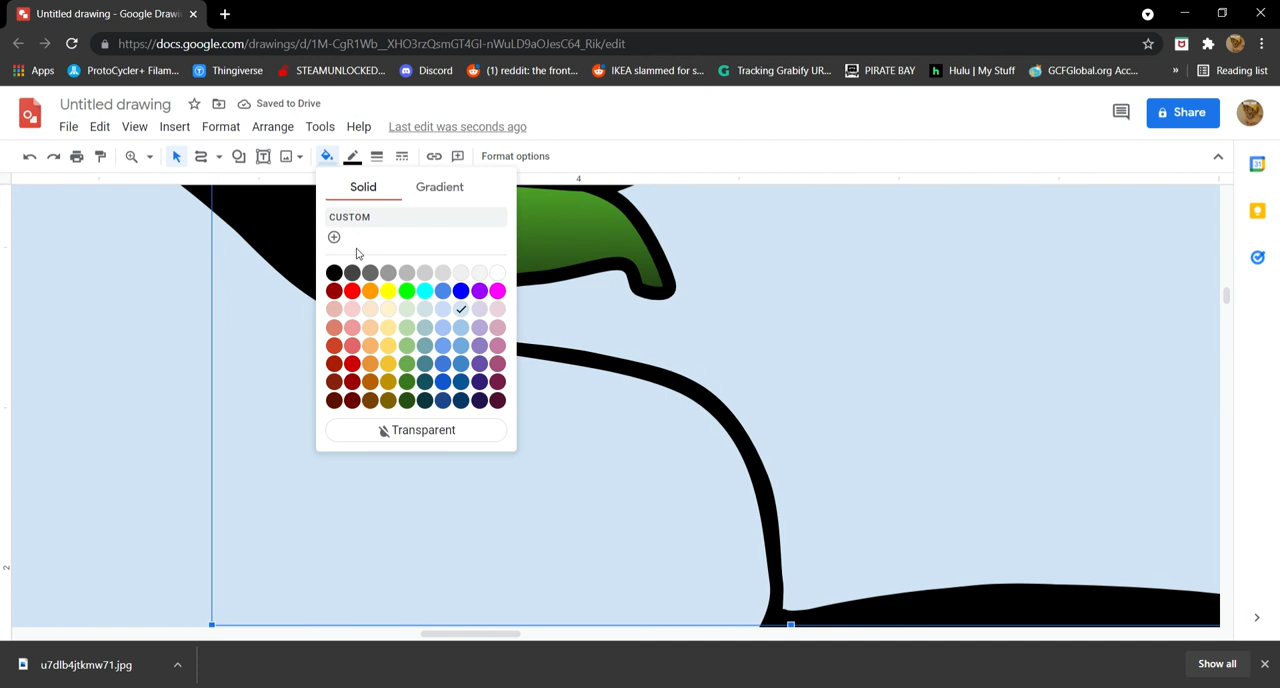 Untitled drawing - Google Drawi
https://docs.google.com/drawings/d/1M-CgR1Wb__XHO3rzQsmGT4GI-nWuLD9aOJesC64_Rik/edit
Apps ProtoCycler+ Filam... Thingiverse STEAMUNLOCKED... Discord (1) reddit: the front... IKEA slammed for s... Tracking Grabify UR... PIRATE BAY Hulu | My Stuff GCFGlobal.org Acc... » Reading list
Untitled drawing Saved to Drive
Share
File Edit View Insert Format Arrange Tools Help Last edit was seconds ago
Format options
31
4
Solid Gradient
CUSTOM
Transparent
2
u7dlb4jtkmw71.jpg Show all